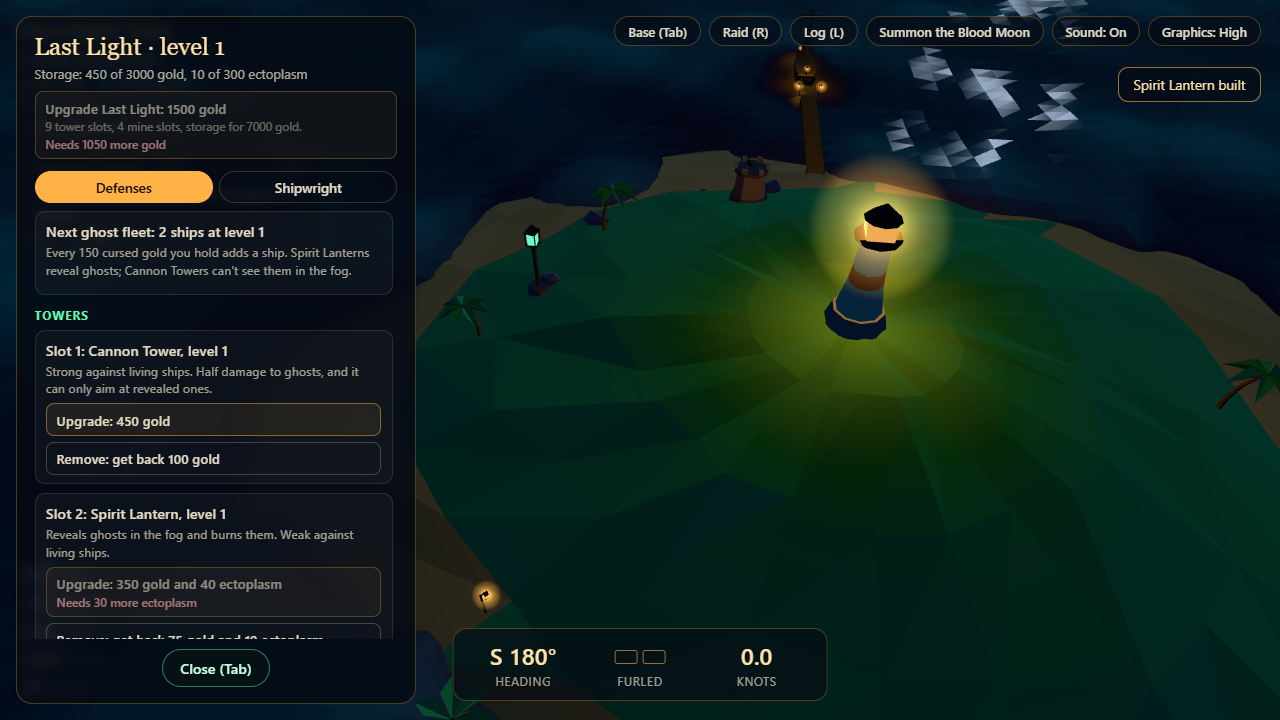 Last Light · level 1
Storage: 450 of 3000 gold, 10 of 300 ectoplasm
Upgrade Last Light: 1500 gold
9 tower slots, 4 mine slots, storage for 7000 gold.
Needs 1050 more gold
Defenses
Shipwright
Next ghost fleet: 2 ships at level 1
Every 150 cursed gold you hold adds a ship. Spirit Lanterns
reveal ghosts; Cannon Towers can't see them in the fog.
TOWERS
Slot 1: Cannon Tower, level 1
Strong against living ships. Half damage to ghosts, and it
can only aim at revealed ones.
Upgrade: 450 gold
Remove: get back 100 gold
Slot 2: Spirit Lantern, level 1
Reveals ghosts in the fog and burns them. Weak against
living ships.
Upgrade: 350 gold and 40 ectoplasm
Needs 30 more ectoplasm
Close (Tab)
Base (Tab)
Raid (R)
Log (L)
Summon the Blood Moon
Sound: On
Graphics: High
Spirit Lantern built
S 180°
HEADING
FURLED
0.0
KNOTS